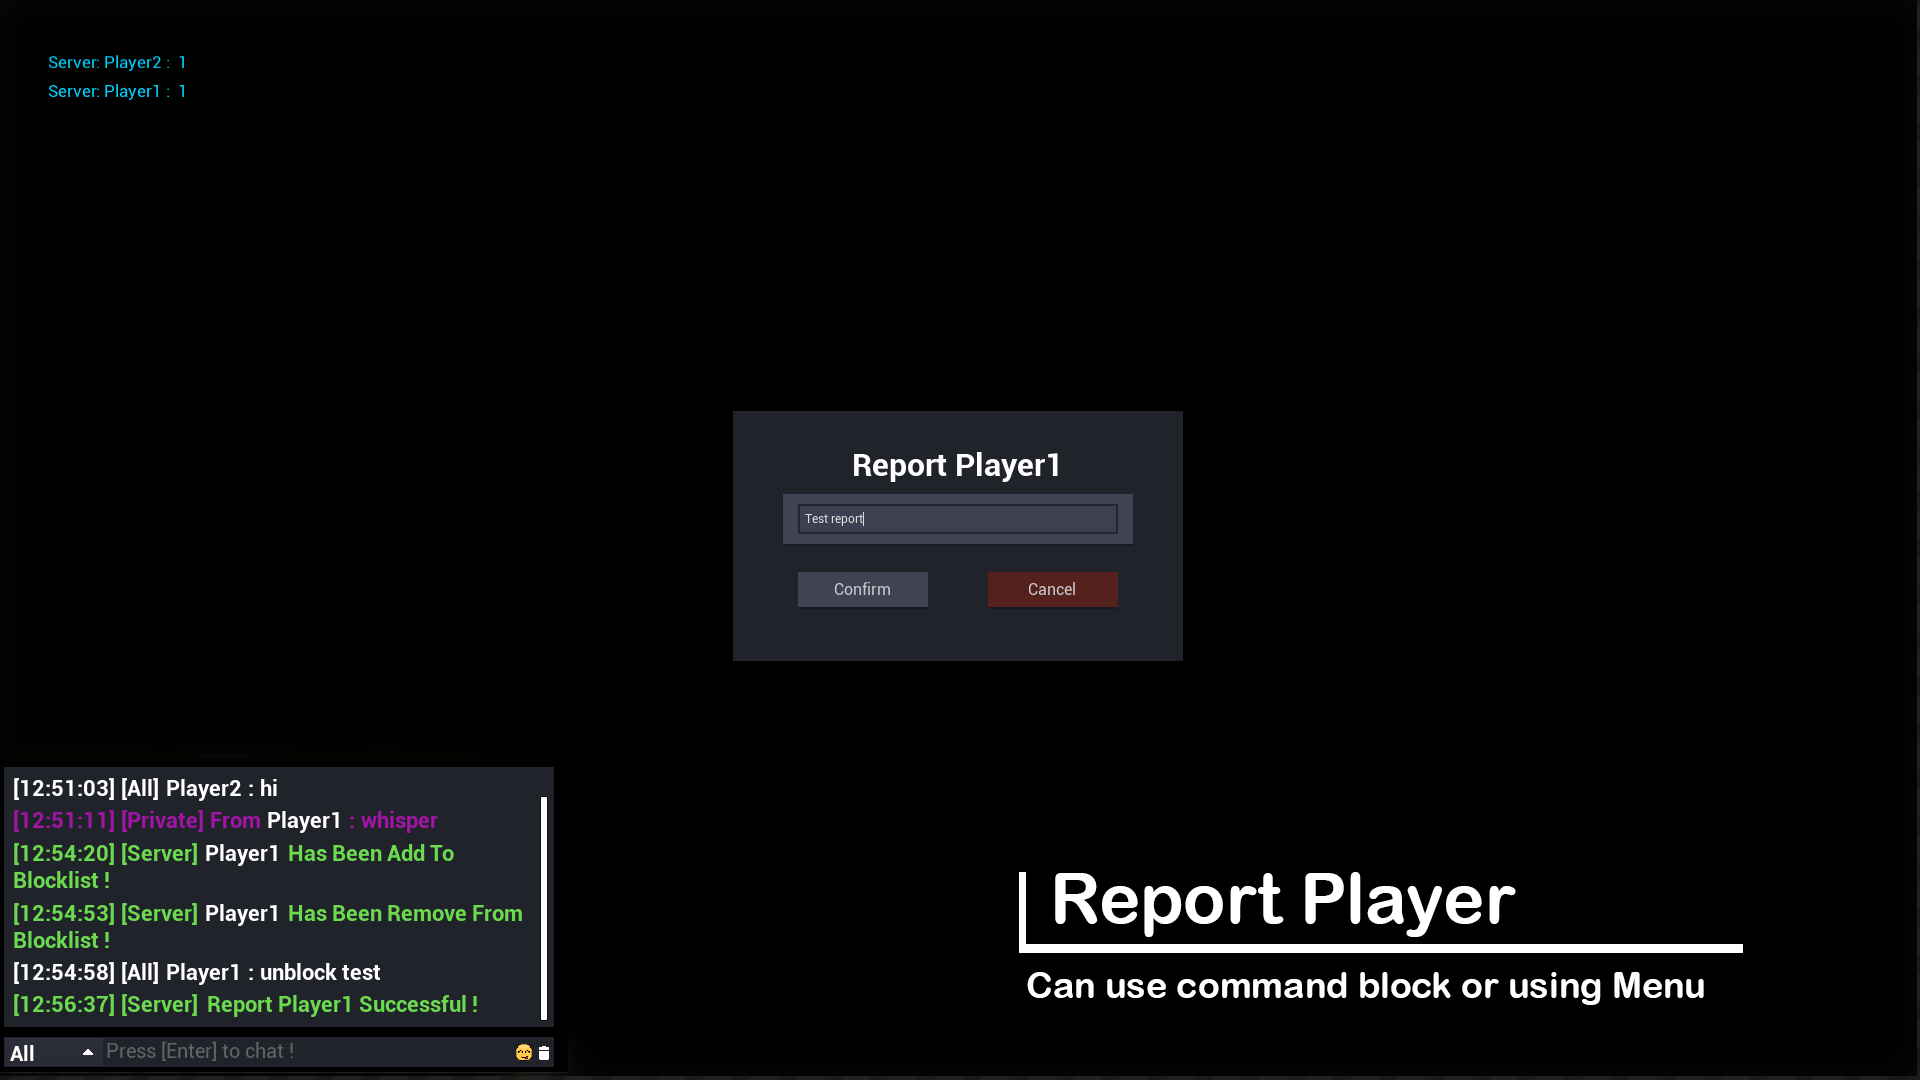 Server: Player2 : 1
Server: Player1 : 1
Report Player1
Test report
Confirm
Cancel
[12:51:03] [All] Player2 : hi
[12:51:11] [Private] From Player1 : whisper
[12:54:20] [Server] Player1 Has Been Add To
Blocklist !
[12:54:53] [Server] Player1 Has Been Remove From
Blocklist !
[12:54:58] [All] Player1 : unblock test
[12:56:37] [Server] Report Player1 Successful !
All
Press [Enter] to chat !
Report Player
Can use command block or using Menu